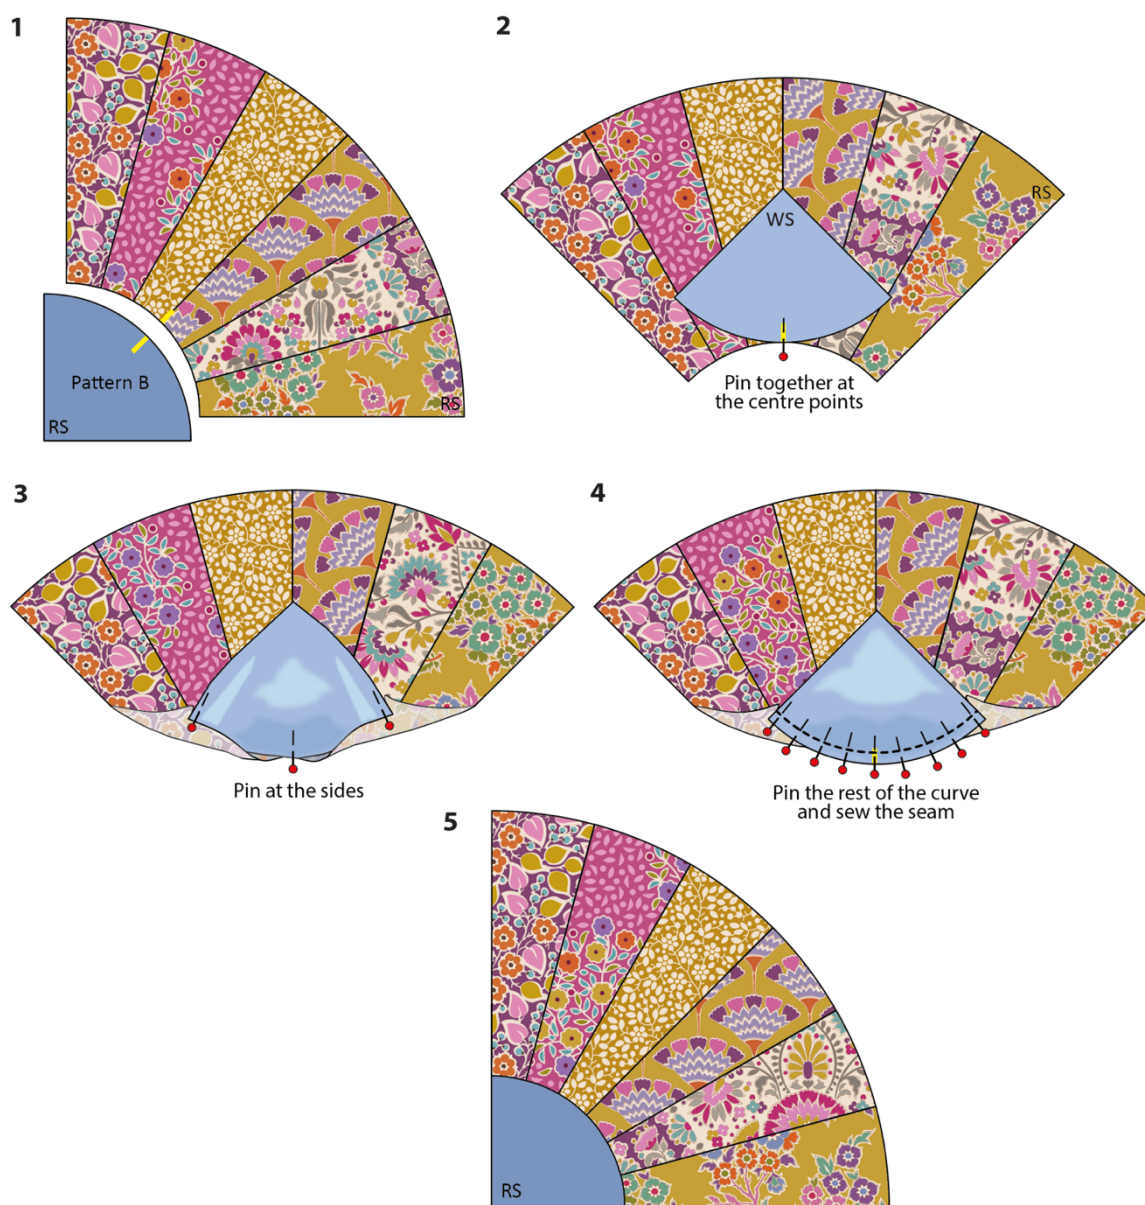 1
Pattern B
RS
RS
2
WS
RS
Pin together at
the centre points
3
Pin at the sides
4
Pin the rest of the curve
and sew the seam
5
RS